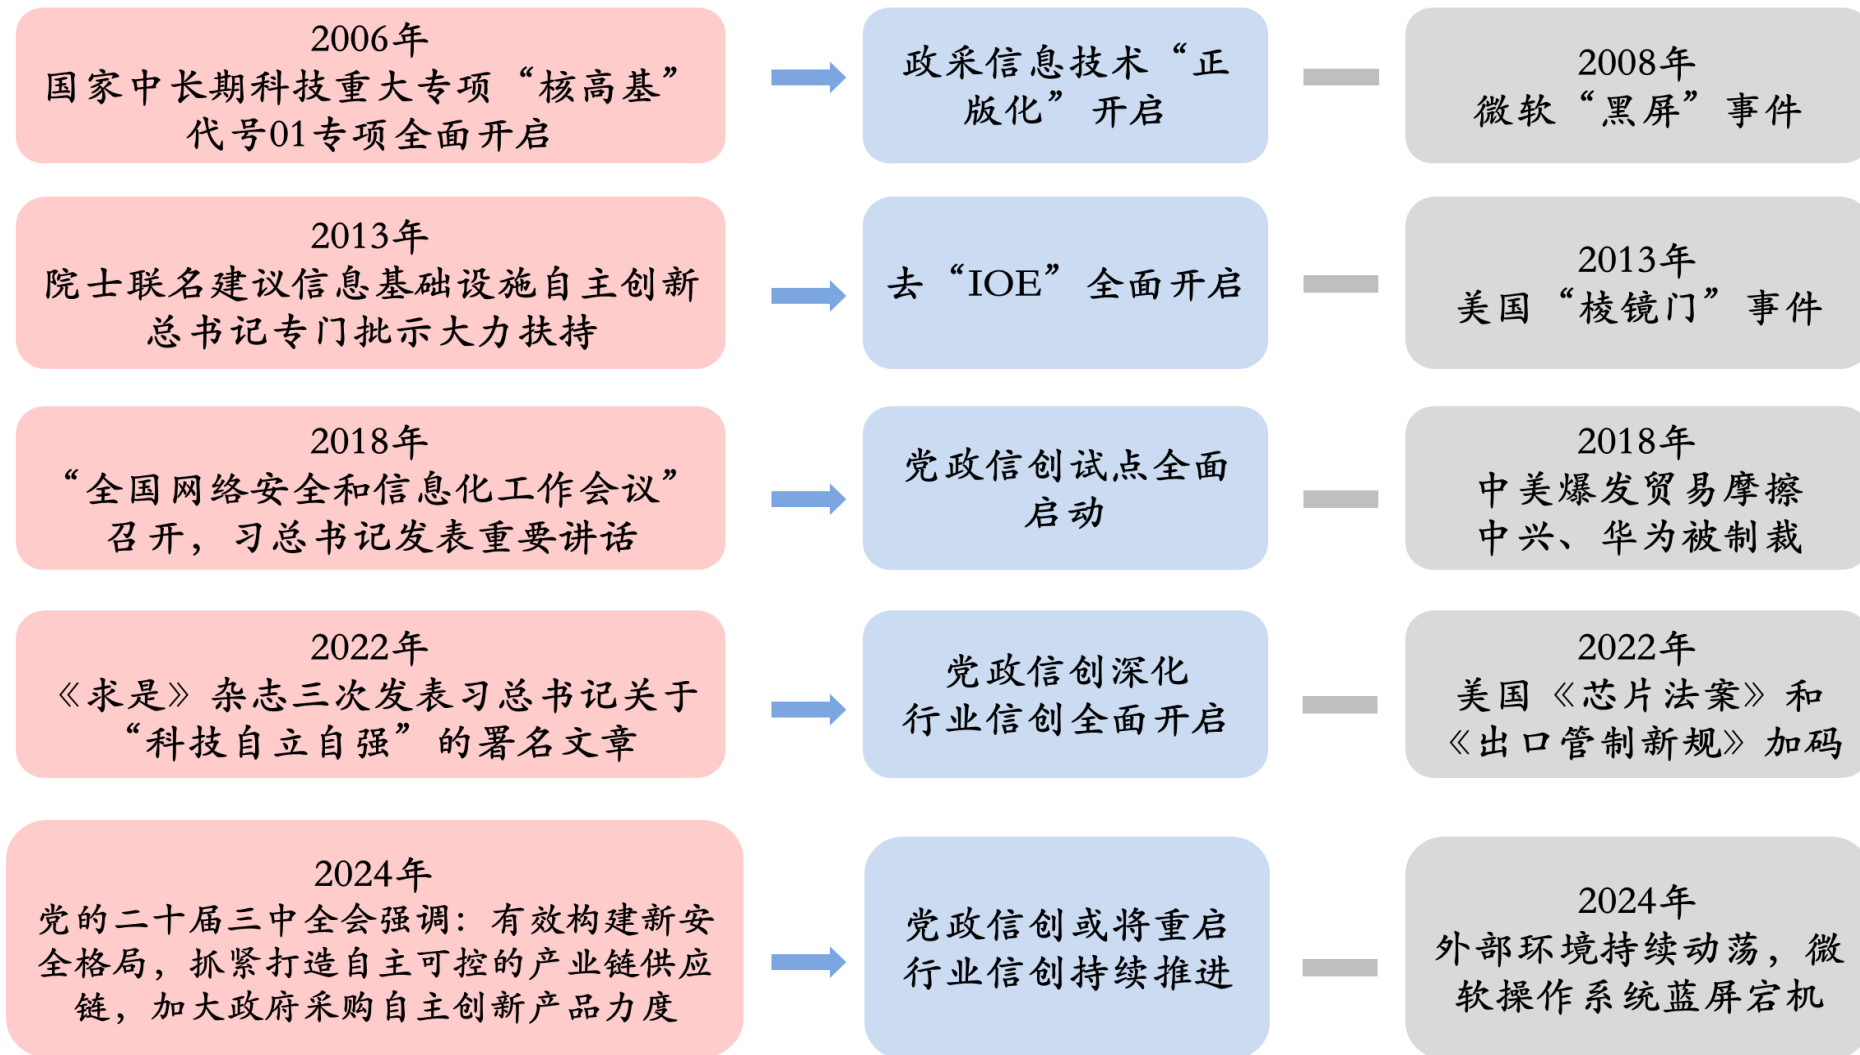 2006年
国家中长期科技重大专项“核高基”
代号01专项全面开启
政采信息技术“正
版化”开启
2008年
微软“黑屏”事件
2013年
院士联名建议信息基础设施自主创新
总书记专门批示大力扶持
去“IOE”全面开启
2013年
美国“棱镜门”事件
2018年
“全国网络安全和信息化工作会议”
召开，习总书记发表重要讲话
党政信创试点全面
启动
2018年
中美爆发贸易摩擦
中兴、华为被制裁
2022年
《求是》杂志三次发表习总书记关于
“科技自立自强”的署名文章
党政信创深化
行业信创全面开启
2022年
美国《芯片法案》和
《出口管制新规》加码
2024年
党的二十届三中全会强调：有效构建新安
全格局，抓紧打造自主可控的产业链供应
链，加大政府采购自主创新产品力度
党政信创或将重启
行业信创持续推进
2024年
外部环境持续动荡，微
软操作系统蓝屏宕机